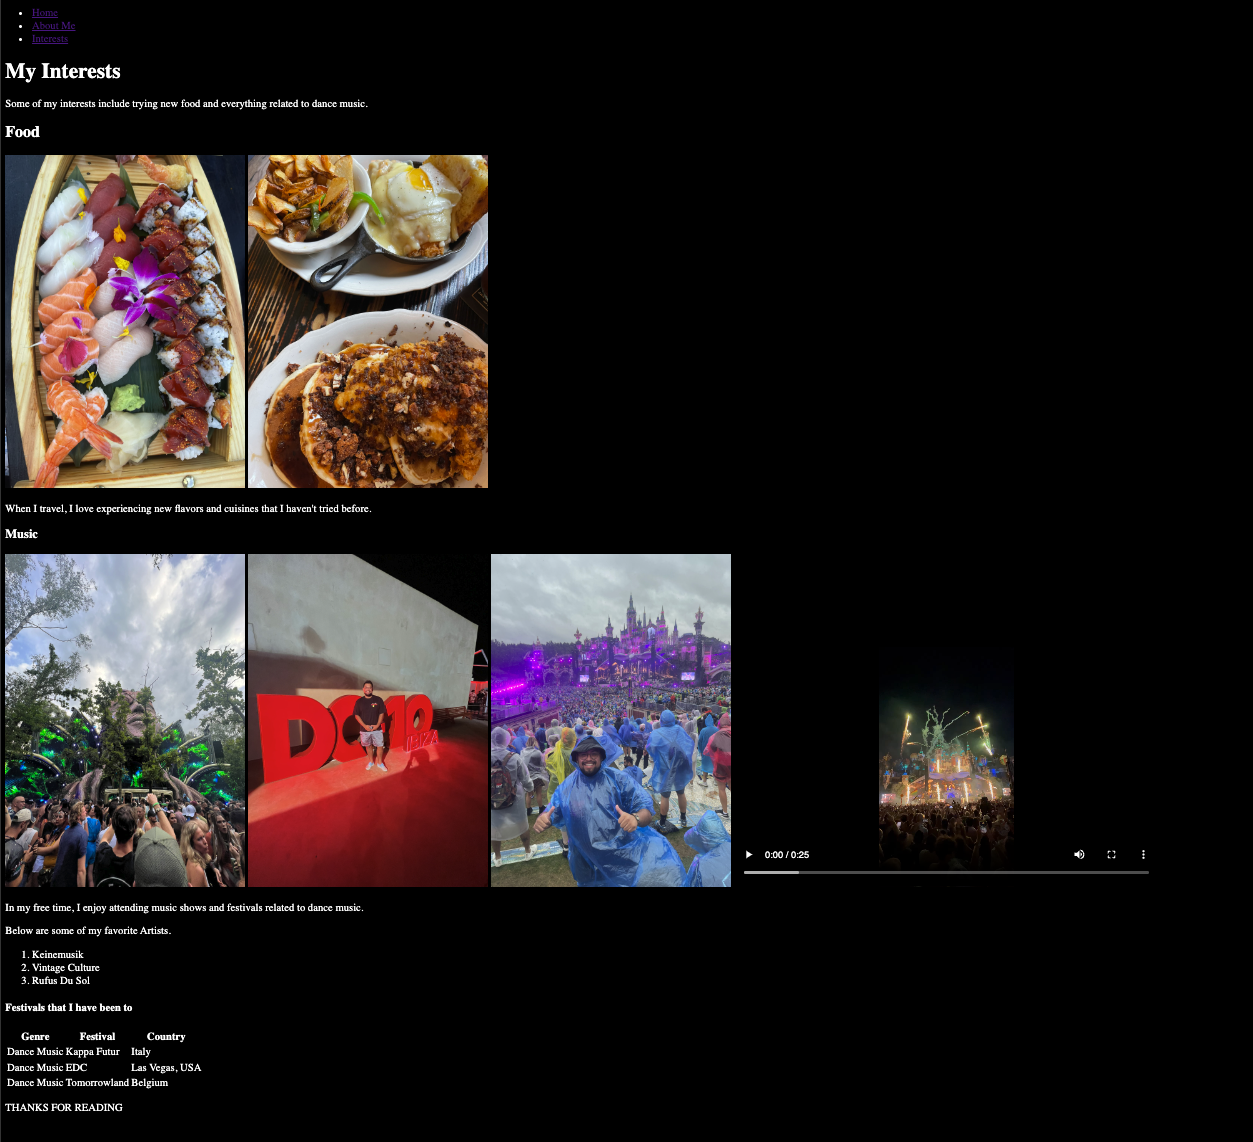 Home
About Me
Interests
My Interests
Some of my interests include trying new food and everything related to dance music.
Food
When I travel, I love experiencing new flavors and cuisines that I haven't tried before.
Music
DC10
IBIZA
0:00 / 0:25
In my free time, I enjoy attending music shows and festivals related to dance music.
Below are some of my favorite Artists.
1. Keinemusik
2. Vintage Culture
3. Rufus Du Sol
Festivals that I have been to
Genre Festival Country
Dance Music Kappa Futur Italy
Dance Music EDC Las Vegas, USA
Dance Music Tomorrowland Belgium
THANKS FOR READING